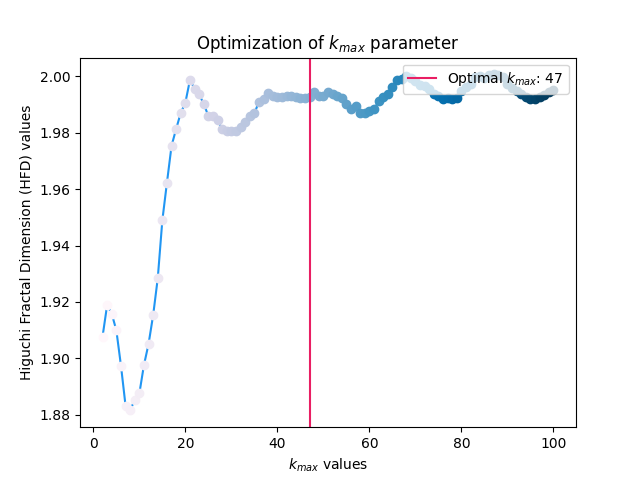 Optimization of $k_{max}$ parameter
Optimal $k_{max}$: 47
Higuchi Fractal Dimension (HFD) values
2.00
1.98
1.96
1.94
1.92
1.90
1.88
0 20 40 60 80 100
$k_{max}$ values